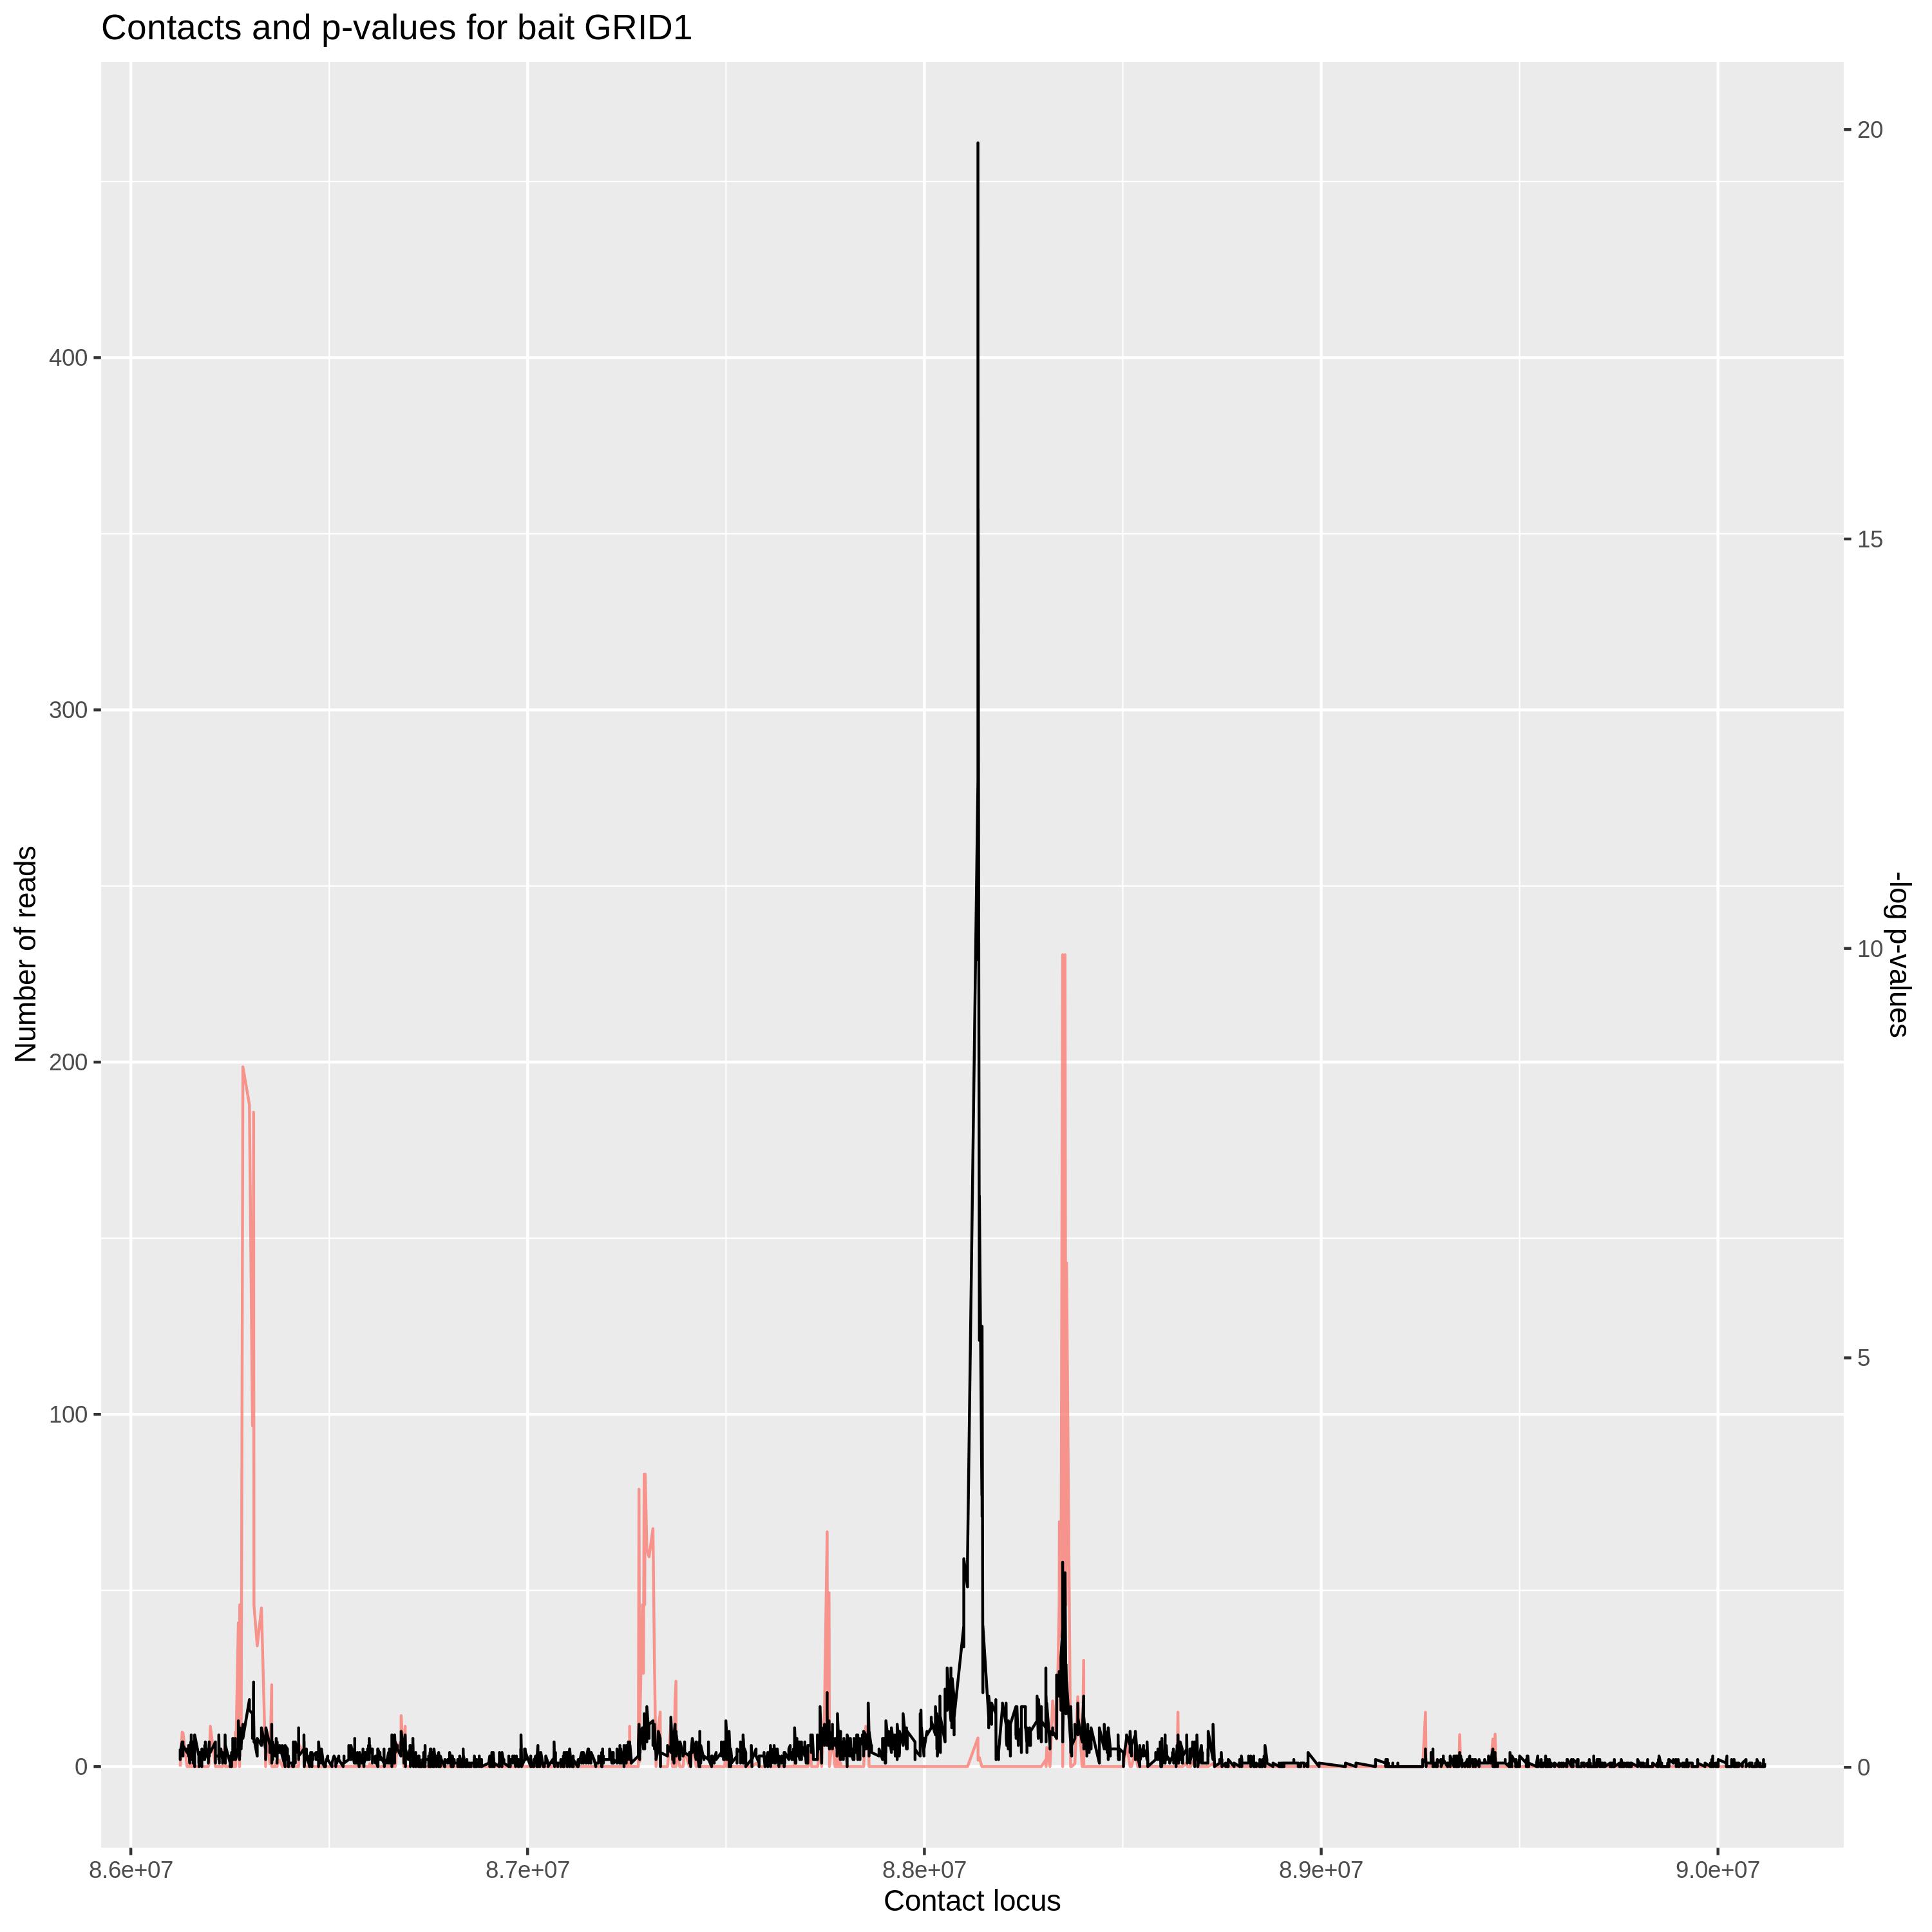 Contacts and p-values for bait GRID1
Number of reads
400
300
200
100
0
20
15
10
5
0
-log p-values
8.6e+07
8.7e+07
8.8e+07
8.9e+07
9.0e+07
Contact locus